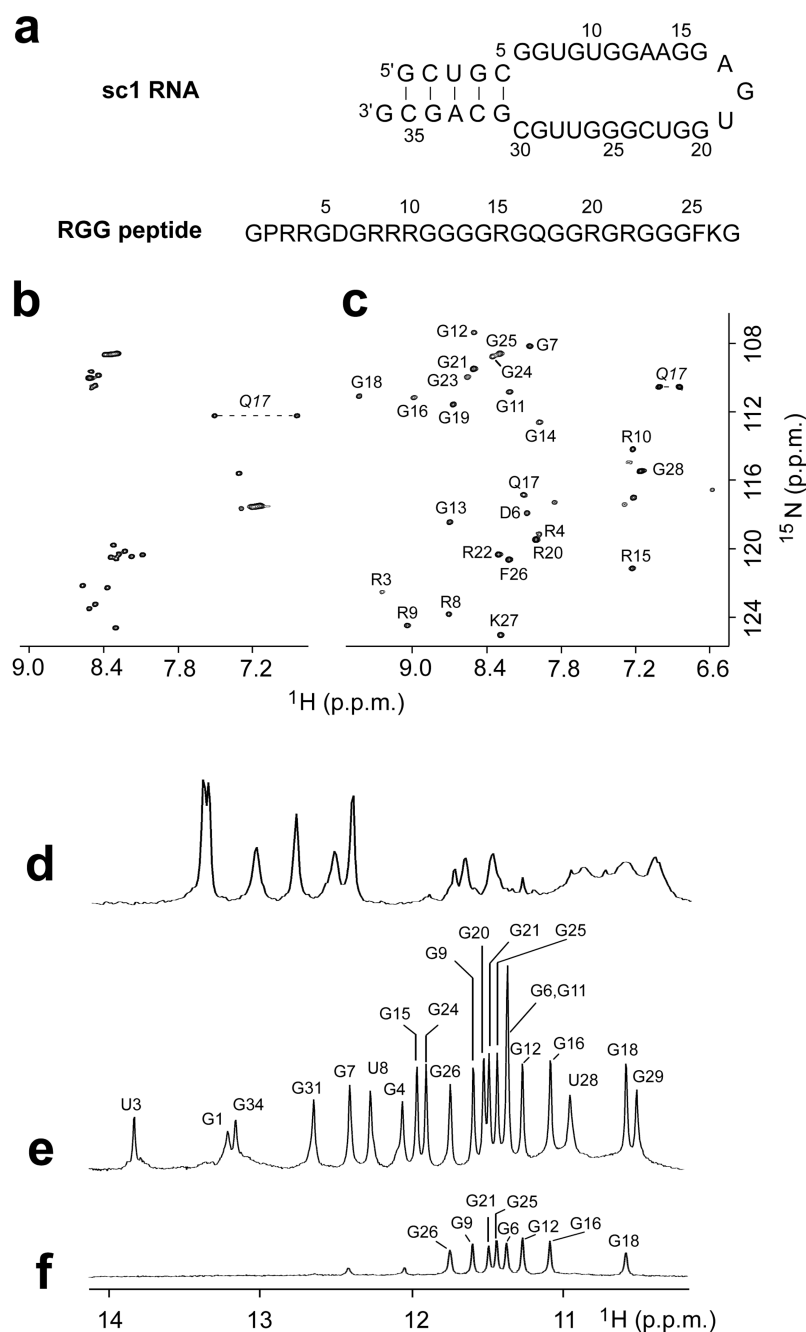 a
10 15
5 GGUGUGGAAGG A
5'GCUGC G
sc1 RNA
3'GCGACG U
35 CGUUGGGCUGG
30 25 20
5 10 15 20 25
RGG peptide GPRRGDGRRRGGGGRGQGGRGRGGGFKG
b c
G12 G25 G7 108
G21 G24 Q17
Q17 G23
G18 G16 G19 G11 112
G14
R10
G28 116
Q17
G13 D6 R4
R22 R20 120
F26 R15
R3
R9 R8 K27 124
15N (p.p.m.)
9.0 8.4 7.8 7.2 9.0 8.4 7.8 7.2 6.6
1H (p.p.m.)
d
G20 G21 G25
G9
G6,G11
G15 G24
G12 G16
G7 U8 G26 G18
G31 G4 U28 G29
U3 G34
G1
e
G21 G25
G26 G9 G6 G12 G16
G18
f
14 13 12 11 1H (p.p.m.)